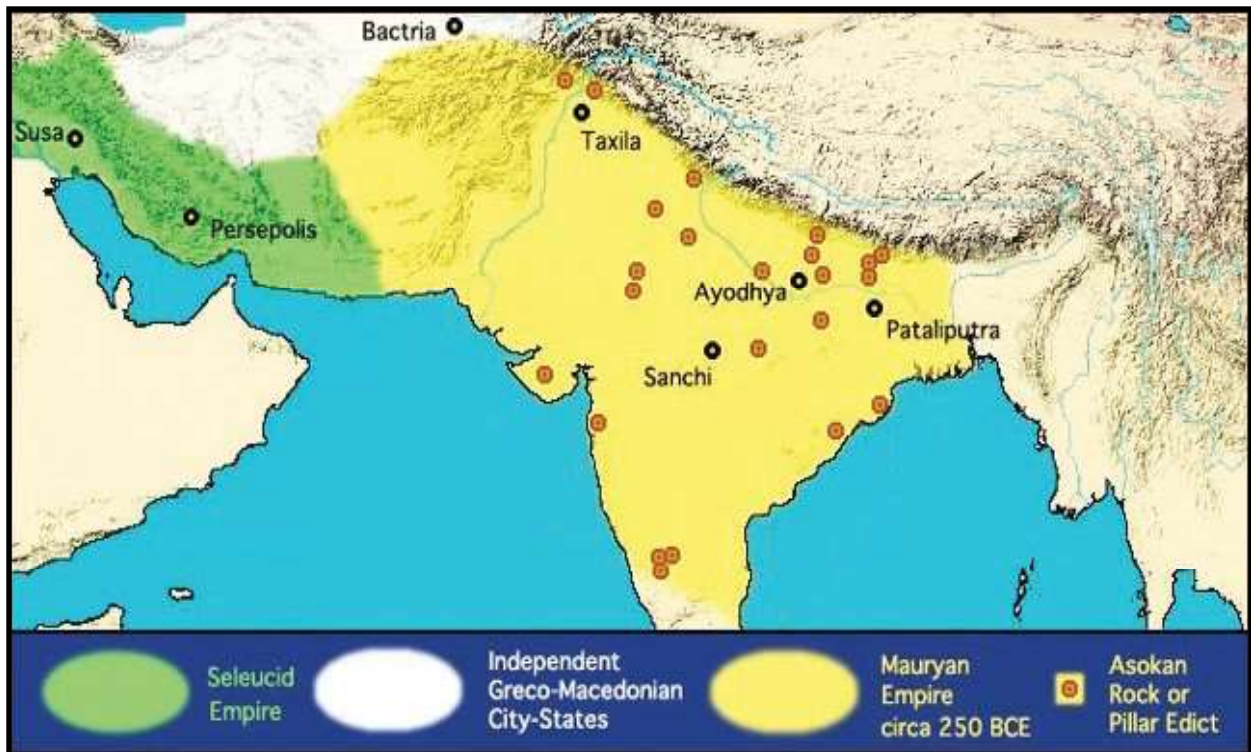 Bactria
Susa
Taxila
Persepolis
Ayodhya
Pataliputra
Sanchi
Seleucid
Empire
Independent
Greco-Macedonian
City-States
Mauryan
Empire
circa 250 BCE
Asokan
Rock or
Pillar Edict